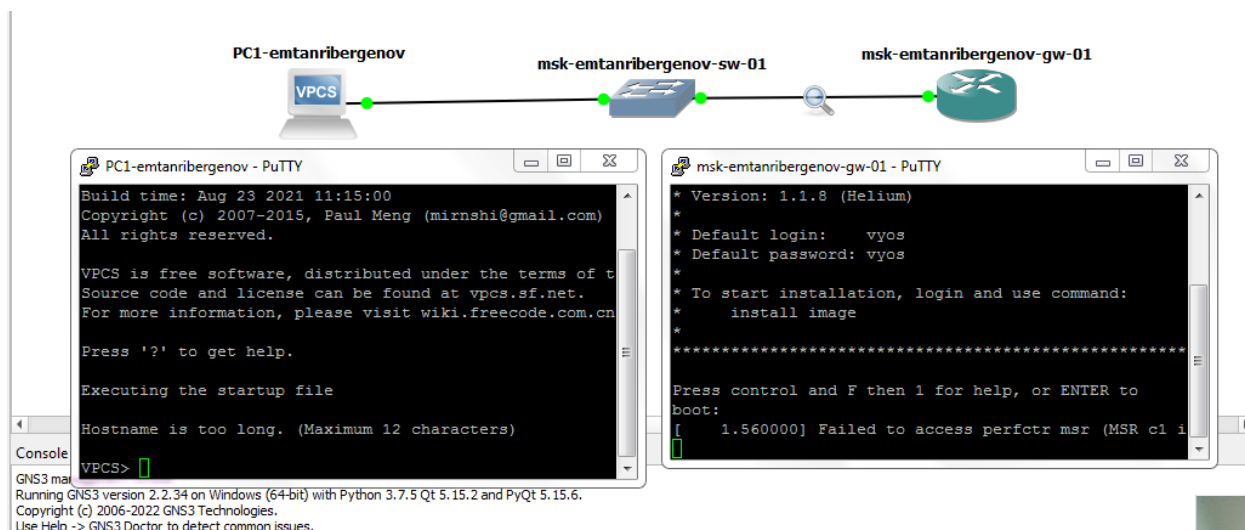 PC1-emtanribergenov
msk-emtanribergenov-sw-01
msk-emtanribergenov-gw-01
VPCS
PC1-emtanribergenov - PuTTY
Build time: Aug 23 2021 11:15:00
Copyright (c) 2007-2015, Paul Meng (mirnshi@gmail.com)
All rights reserved.
VPCS is free software, distributed under the terms of t
Source code and license can be found at vpcs.sf.net.
For more information, please visit wiki.freecode.com.cn
Press '?' to get help.
Executing the startup file
Hostname is too long. (Maximum 12 characters)
VPCS>
msk-emtanribergenov-gw-01 - PuTTY
* Version: 1.1.8 (Helium)
*
* Default login:    vyos
* Default password: vyos
*
* To start installation, login and use command:
*     install image
*
*****************************************************
Press control and F then 1 for help, or ENTER to
boot:
[    1.560000] Failed to access perfctr msr (MSR c1 i
Console
GNS3 ma
Running GNS3 version 2.2.34 on Windows (64-bit) with Python 3.7.5 Qt 5.15.2 and PyQt 5.15.6.
Copyright (c) 2006-2022 GNS3 Technologies.
Use Help -> GNS3 Doctor to detect common issues.